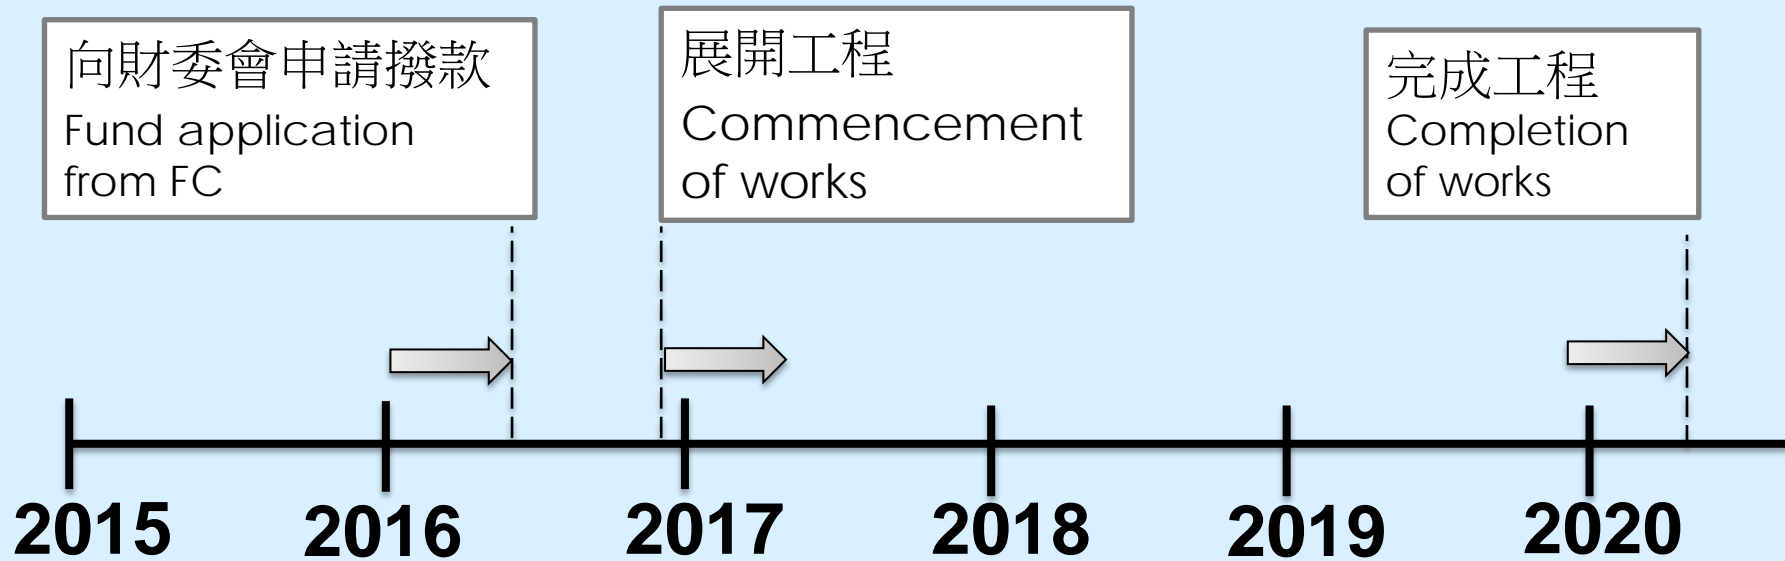 向財委會申請撥款
Fund application
from FC
展開工程
Commencement
of works
完成工程
Completion
of works
2015
2016
2017
2018
2019
2020